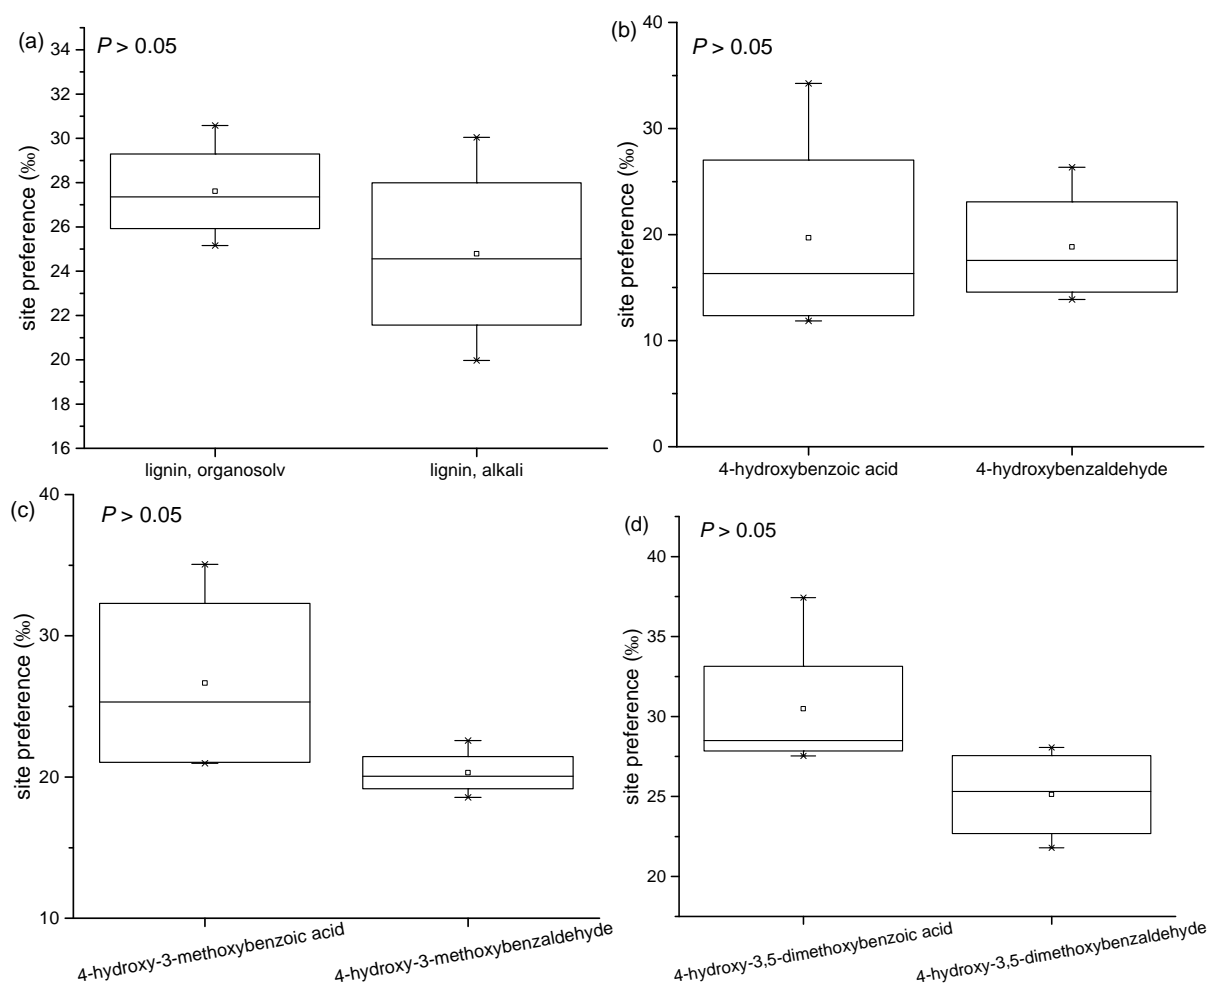 (a)
P > 0.05
site preference (‰)
34
32
30
28
26
24
22
20
18
16
lignin, organosolv
lignin, alkali
(b)
P > 0.05
site preference (‰)
40
30
20
10
0
4-hydroxybenzoic acid
4-hydroxybenzaldehyde
(c)
P > 0.05
site preference (‰)
40
30
20
10
4-hydroxy-3-methoxybenzoic acid
4-hydroxy-3-methoxybenzaldehyde
(d)
P > 0.05
site preference (‰)
40
35
30
25
20
4-hydroxy-3,5-dimethoxybenzoic acid
4-hydroxy-3,5-dimethoxybenzaldehyde